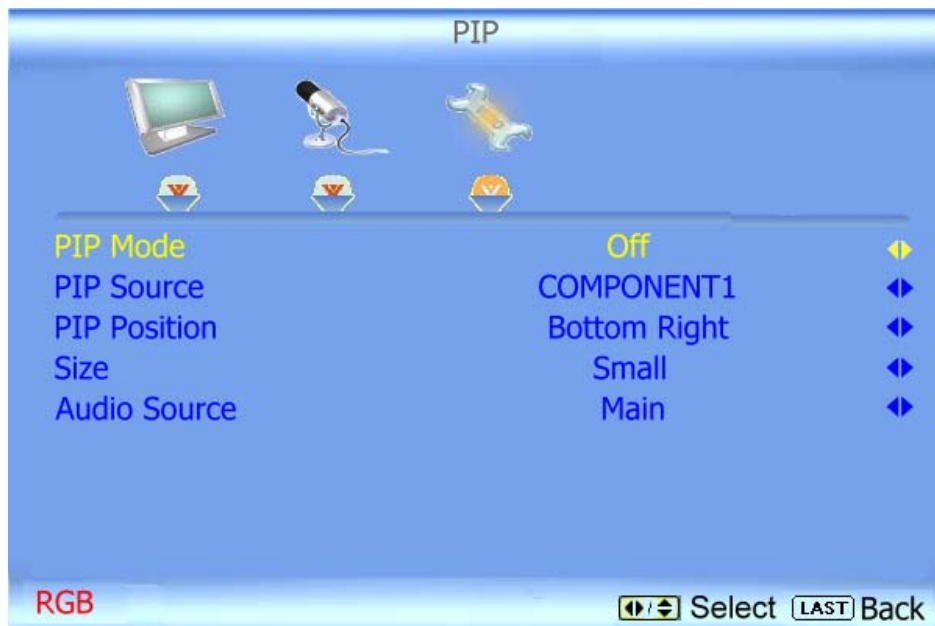 PIP
PIP Mode Off
PIP Source COMPONENT1
PIP Position Bottom Right
Size Small
Audio Source Main
RGB Select LAST Back